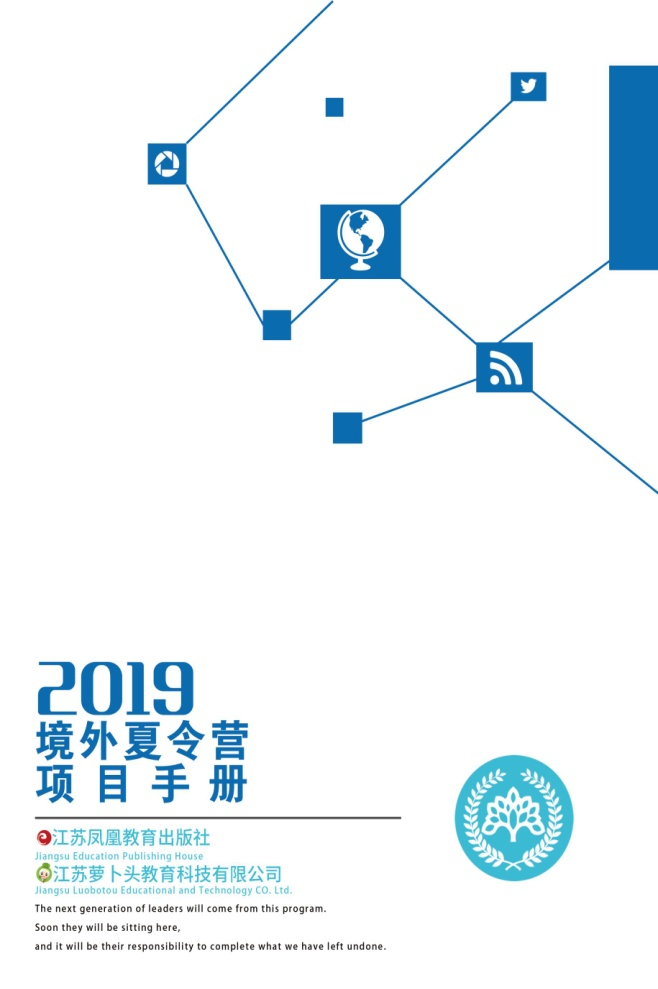 2019
境外夏令营
项目手册
江苏凤凰教育出版社
Jiangsu Education Publishing House
江苏萝卜头教育科技有限公司
Jiangsu Luobotou Educational and Technology CO. Ltd.
The next generation of leaders will come from this program.
Soon they will be sitting here,
and it will be their responsibility to complete what we have left undone.